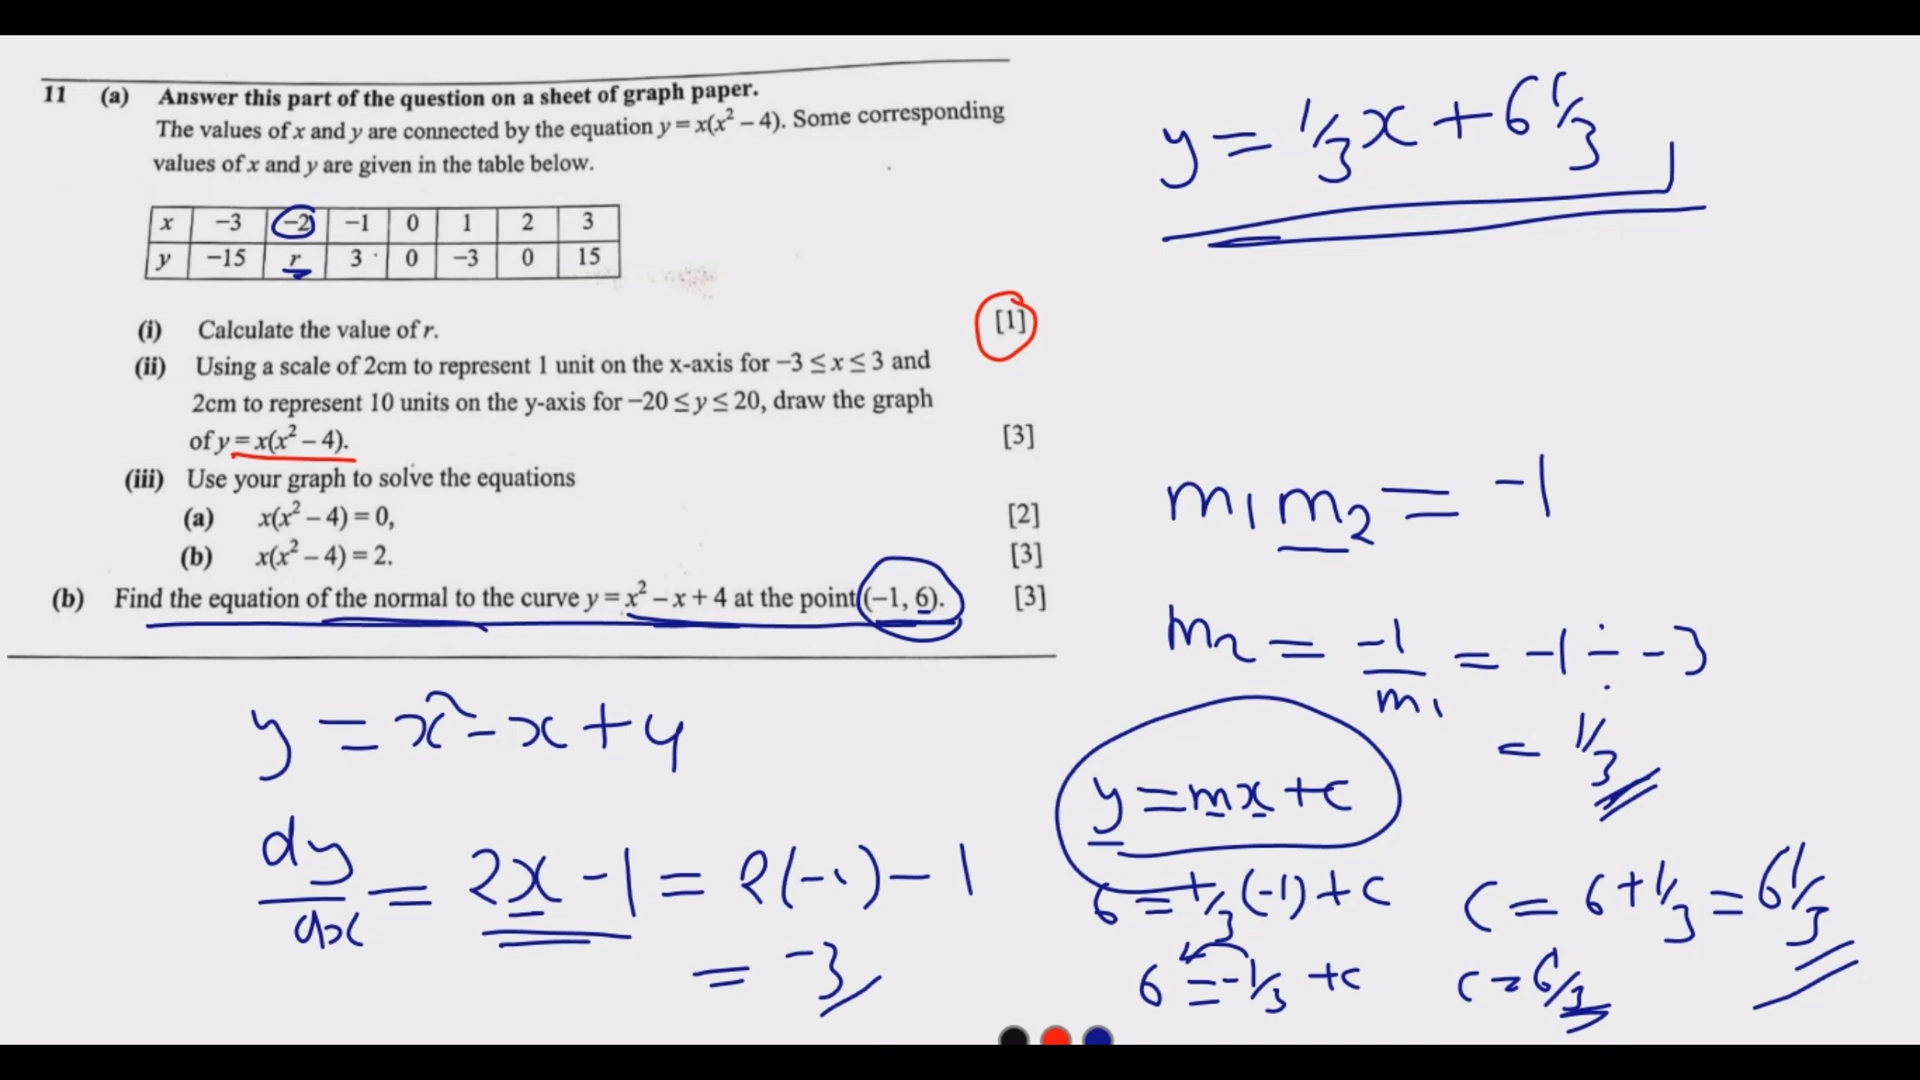 11 (a) Answer this part of the question on a sheet of graph paper.
The values of x and y are connected by the equation y = x(x² – 4). Some corresponding
values of x and y are given in the table below.
x –3 –2 –1 0 1 2 3
y –15 r 3 0 –3 0 15
(i) Calculate the value of r. [1]
(ii) Using a scale of 2cm to represent 1 unit on the x-axis for –3 ≤ x ≤ 3 and
2cm to represent 10 units on the y-axis for –20 ≤ y ≤ 20, draw the graph
of y = x(x² – 4). [3]
(iii) Use your graph to solve the equations
(a) x(x² – 4) = 0, [2]
(b) x(x² – 4) = 2. [3]
(b) Find the equation of the normal to the curve y = x² – x + 4 at the point (–1, 6). [3]
y = x² - x + 4
dy/dx = 2x - 1 = 2(-1) - 1
= -3
y = 1/3 x + 6 1/3
m1 m2 = -1
m2 = -1/m1 = -1 ÷ -3
= 1/3
y = mx + c
6 = 1/3 (-1) + c
6 = -1/3 + c
c = 6 + 1/3 = 6 1/3
c = 6 1/3